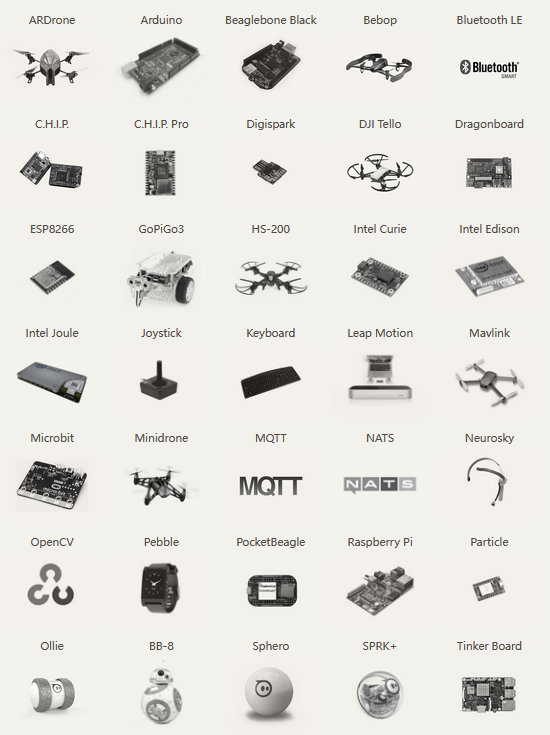 ARDrone
Arduino
Beaglebone Black
Bebop
Bluetooth LE
Bluetooth®
SMART
C.H.I.P.
C.H.I.P. Pro
Digispark
DJI Tello
Dragonboard
ESP8266
GoPiGo3
HS-200
Intel Curie
Intel Edison
Intel Joule
Joystick
Keyboard
Leap Motion
Mavlink
Microbit
Minidrone
MQTT
NATS
Neurosky
MQTT
NATS
OpenCV
Pebble
PocketBeagle
Raspberry Pi
Particle
Ollie
BB-8
Sphero
SPRK+
Tinker Board